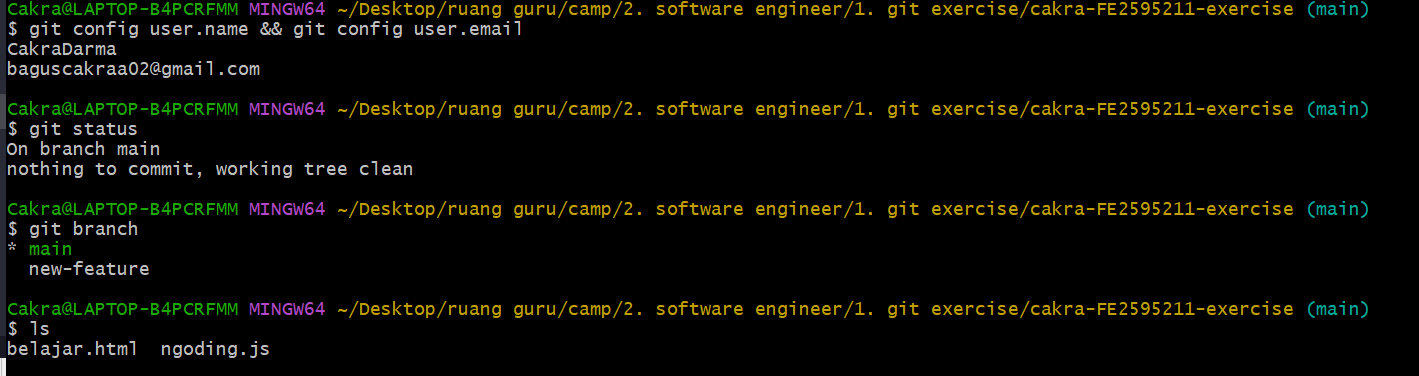 Cakra@LAPTOP-B4PCRFMM MINGW64 ~/Desktop/ruang guru/camp/2. software engineer/1. git exercise/cakra-FE2595211-exercise (main)
$ git config user.name && git config user.email
CakraDarma
baguscakraa02@gmail.com
Cakra@LAPTOP-B4PCRFMM MINGW64 ~/Desktop/ruang guru/camp/2. software engineer/1. git exercise/cakra-FE2595211-exercise (main)
$ git status
On branch main
nothing to commit, working tree clean
Cakra@LAPTOP-B4PCRFMM MINGW64 ~/Desktop/ruang guru/camp/2. software engineer/1. git exercise/cakra-FE2595211-exercise (main)
$ git branch
* main
  new-feature
Cakra@LAPTOP-B4PCRFMM MINGW64 ~/Desktop/ruang guru/camp/2. software engineer/1. git exercise/cakra-FE2595211-exercise (main)
$ ls
belajar.html  ngoding.js